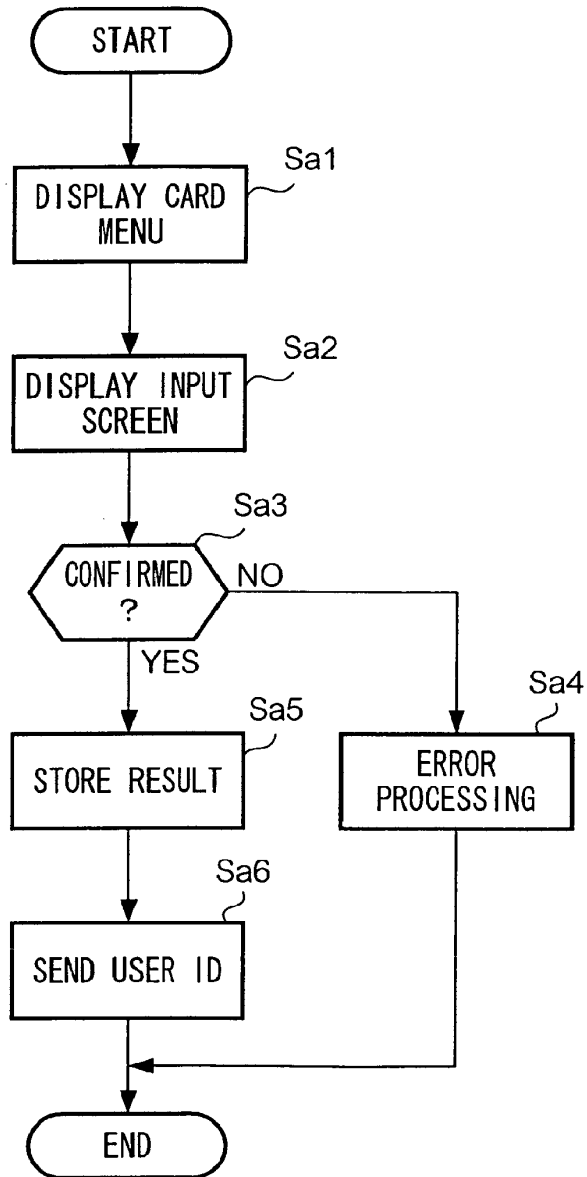 START
Sa1
DISPLAY CARD
MENU
Sa2
DISPLAY INPUT
SCREEN
Sa3
CONFIRMED
?
NO
YES
Sa4
ERROR
PROCESSING
Sa5
STORE RESULT
Sa6
SEND USER ID
END